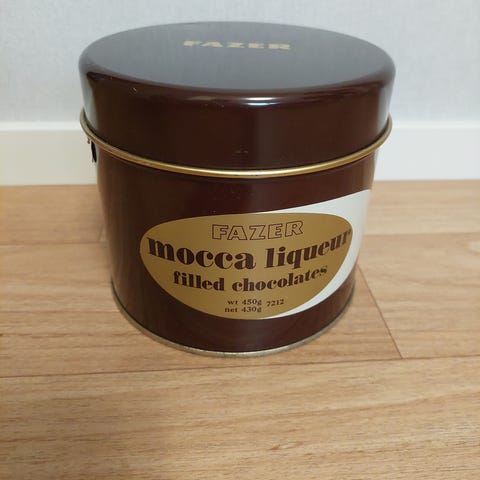 FAZER
FAZER
mocca liqueur
filled chocolates
wt 450g 7212
net 430g